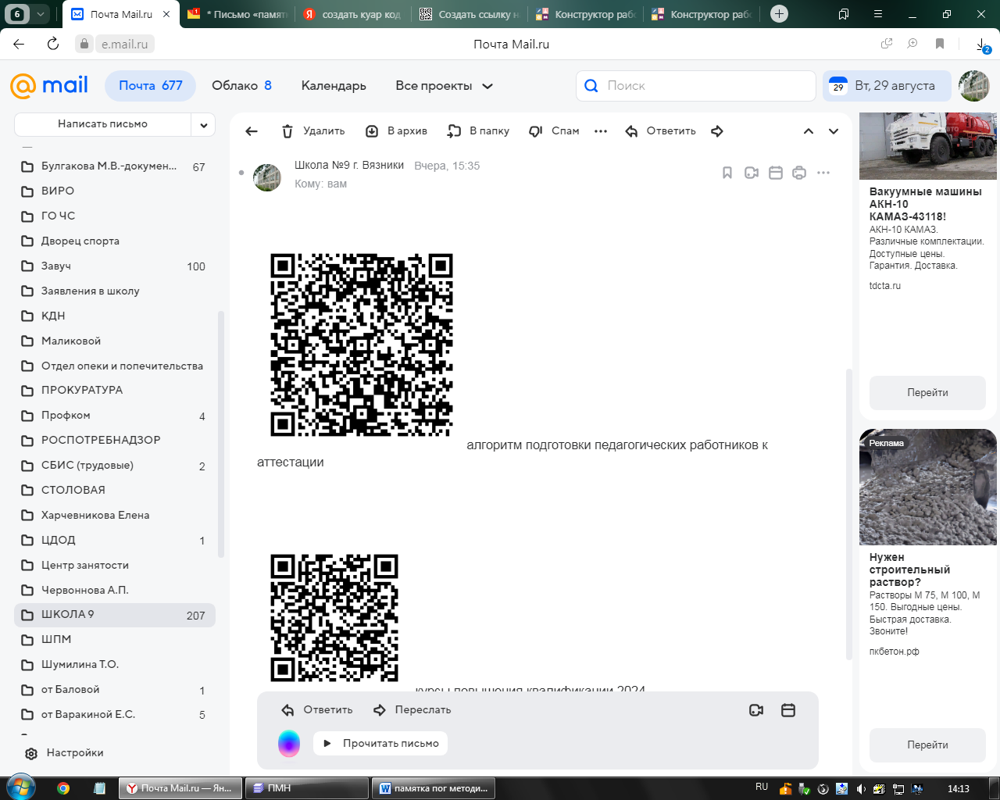 6
Почта Mail.ru
* Письмо «памят
создать куар код
Создать ссылку н
Конструктор раб
Конструктор раб
e.mail.ru
Почта Mail.ru
2
mail
Почта 677
Облако 8
Календарь
Все проекты
Поиск
29
Вт, 29 августа
Написать письмо
Удалить
В архив
В папку
Спам
Ответить
Булгакова М.В.-докумен... 67
ВИРО
ГО ЧС
Дворец спорта
Завуч 100
Заявления в школу
КДН
Маликовой
Отдел опеки и попечительства
ПРОКУРАТУРА
Профком 4
РОСПОТРЕБНАДЗОР
СБИС (трудовые) 2
СТОЛОВАЯ
Харчевникова Елена
ЦДОД 1
Центр занятости
Червоннова А.П.
ШКОЛА 9 207
ШПМ
Шумилина Т.О.
от Баловой 1
от Варакиной Е.С. 5
Настройки
Школа №9 г. Вязники Вчера, 15:35
Кому: вам
алгоритм подготовки педагогических работников к
аттестации
курсы повышения квалификации 2024
Ответить
Переслать
Прочитать письмо
Вакуумные машины
АКН-10
КАМАЗ-43118!
АКН-10 КАМАЗ.
Различные комплектации.
Доступные цены.
Гарантия. Доставка.
tdcta.ru
Перейти
Реклама
Нужен
строительный
раствор?
Растворы М 75, М 100, М
150. Выгодные цены.
Быстрая доставка.
Звоните!
пкбетон.рф
Перейти
Почта Mail.ru — Ян...
ПМН
памятка пог методи...
RU
14:13